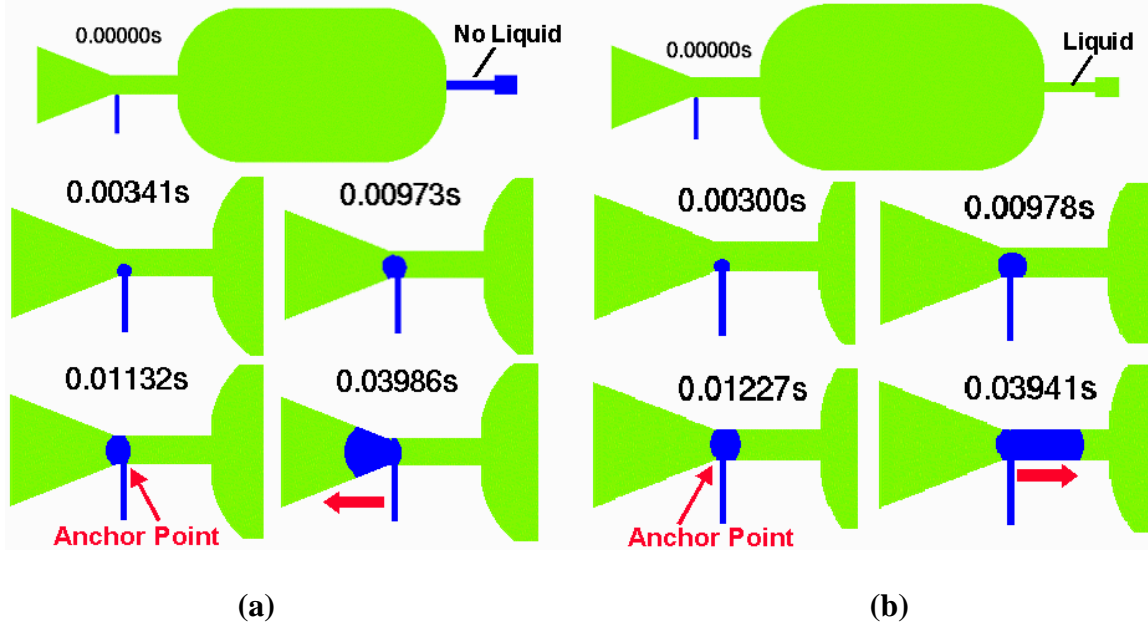 0.00000s
No Liquid
0.00341s
0.00973s
0.01132s
0.03986s
Anchor Point
(a)
0.00000s
Liquid
0.00300s
0.00978s
0.01227s
0.03941s
Anchor Point
(b)